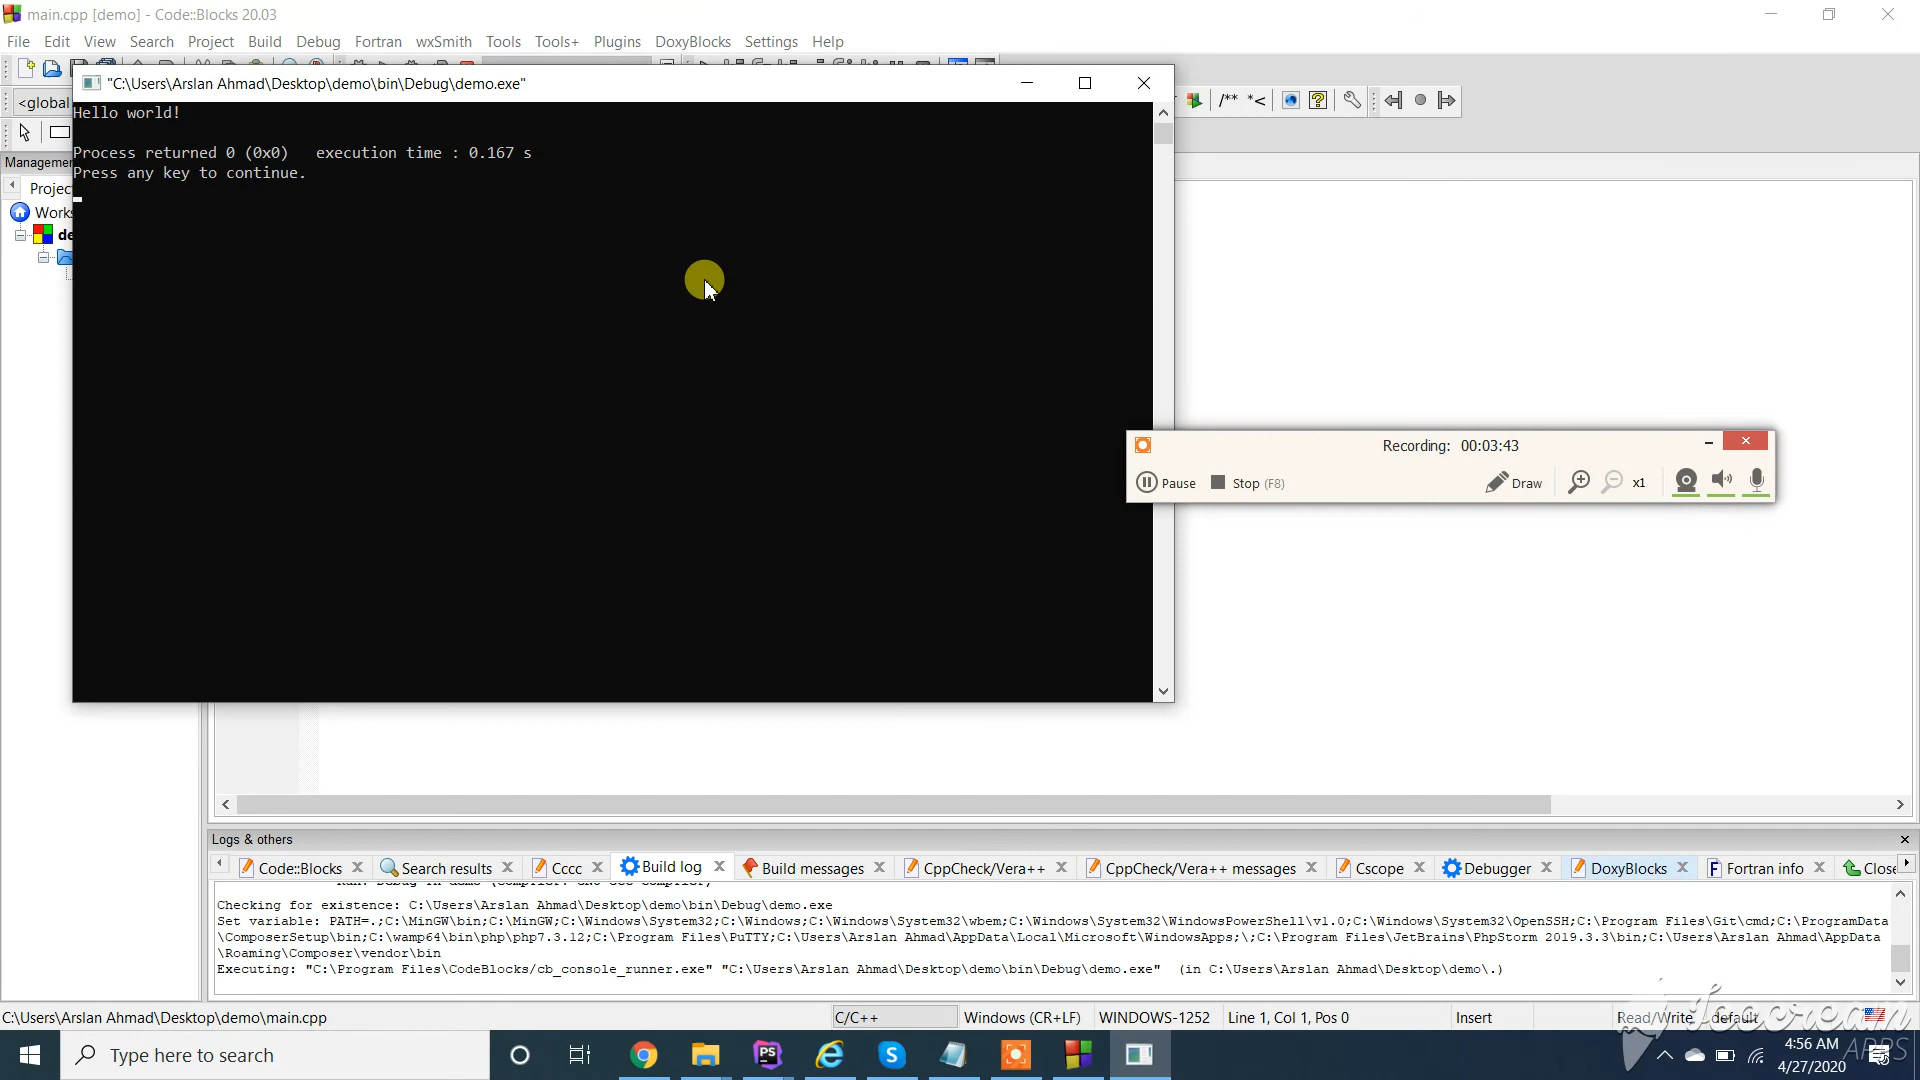 main.cpp [demo] - Code::Blocks 20.03
File Edit View Search Project Build Debug Fortran wxSmith Tools Tools+ Plugins DoxyBlocks Settings Help
"C:\Users\Arslan Ahmad\Desktop\demo\bin\Debug\demo.exe"
<global
/** *<
Hello world!
Process returned 0 (0x0) execution time : 0.167 s
Press any key to continue.
Recording: 00:03:43
Pause Stop (F8) Draw x1
Logs & others
Code::Blocks Search results Cccc Build log Build messages CppCheck/Vera++ CppCheck/Vera++ messages Cscope Debugger DoxyBlocks Fortran info
Checking for existence: C:\Users\Arslan Ahmad\Desktop\demo\bin\Debug\demo.exe
Set variable: PATH=.;C:\MinGW\bin;C:\MinGW;C:\Windows\System32;C:\Windows;C:\Windows\System32\wbem;C:\Windows\System32\WindowsPowerShell\v1.0;C:\Windows\System32\OpenSSH;C:\Program Files\Git\cmd;C:\ProgramData
\ComposerSetup\bin;C:\wamp64\bin\php\php7.3.12;C:\Program Files\PuTTY;C:\Users\Arslan Ahmad\AppData\Local\Microsoft\WindowsApps;\;C:\Program Files\JetBrains\PhpStorm 2019.3.3\bin;C:\Users\Arslan Ahmad\AppData
\Roaming\Composer\vendor\bin
Executing: "C:\Program Files\CodeBlocks/cb_console_runner.exe" "C:\Users\Arslan Ahmad\Desktop\demo\bin\Debug\demo.exe" (in C:\Users\Arslan Ahmad\Desktop\demo\.)
C:\Users\Arslan Ahmad\Desktop\demo\main.cpp C/C++ Windows (CR+LF) WINDOWS-1252 Line 1, Col 1, Pos 0 Insert Read/Write default
Icecream
APPS
Type here to search
4:56 AM
4/27/2020